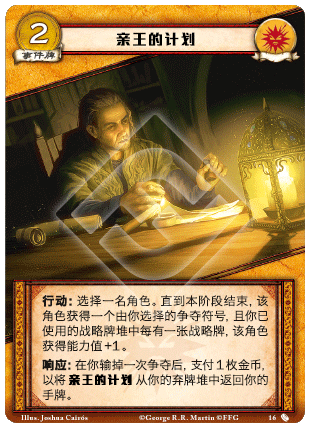 2
事件牌
亲王的计划
行动: 选择一名角色。直到本阶段结束，该
角色获得一个由你选择的争夺符号，且你已
使用的战略牌堆中每有一张战略牌，该角色
获得能力值+1。
响应: 在你输掉一次争夺后，支付1枚金币，
以将 亲王的计划 从你的弃牌堆中返回你的
手牌。
Illus. Joshua Cairós ©George R.R. Martin ©FFG 16